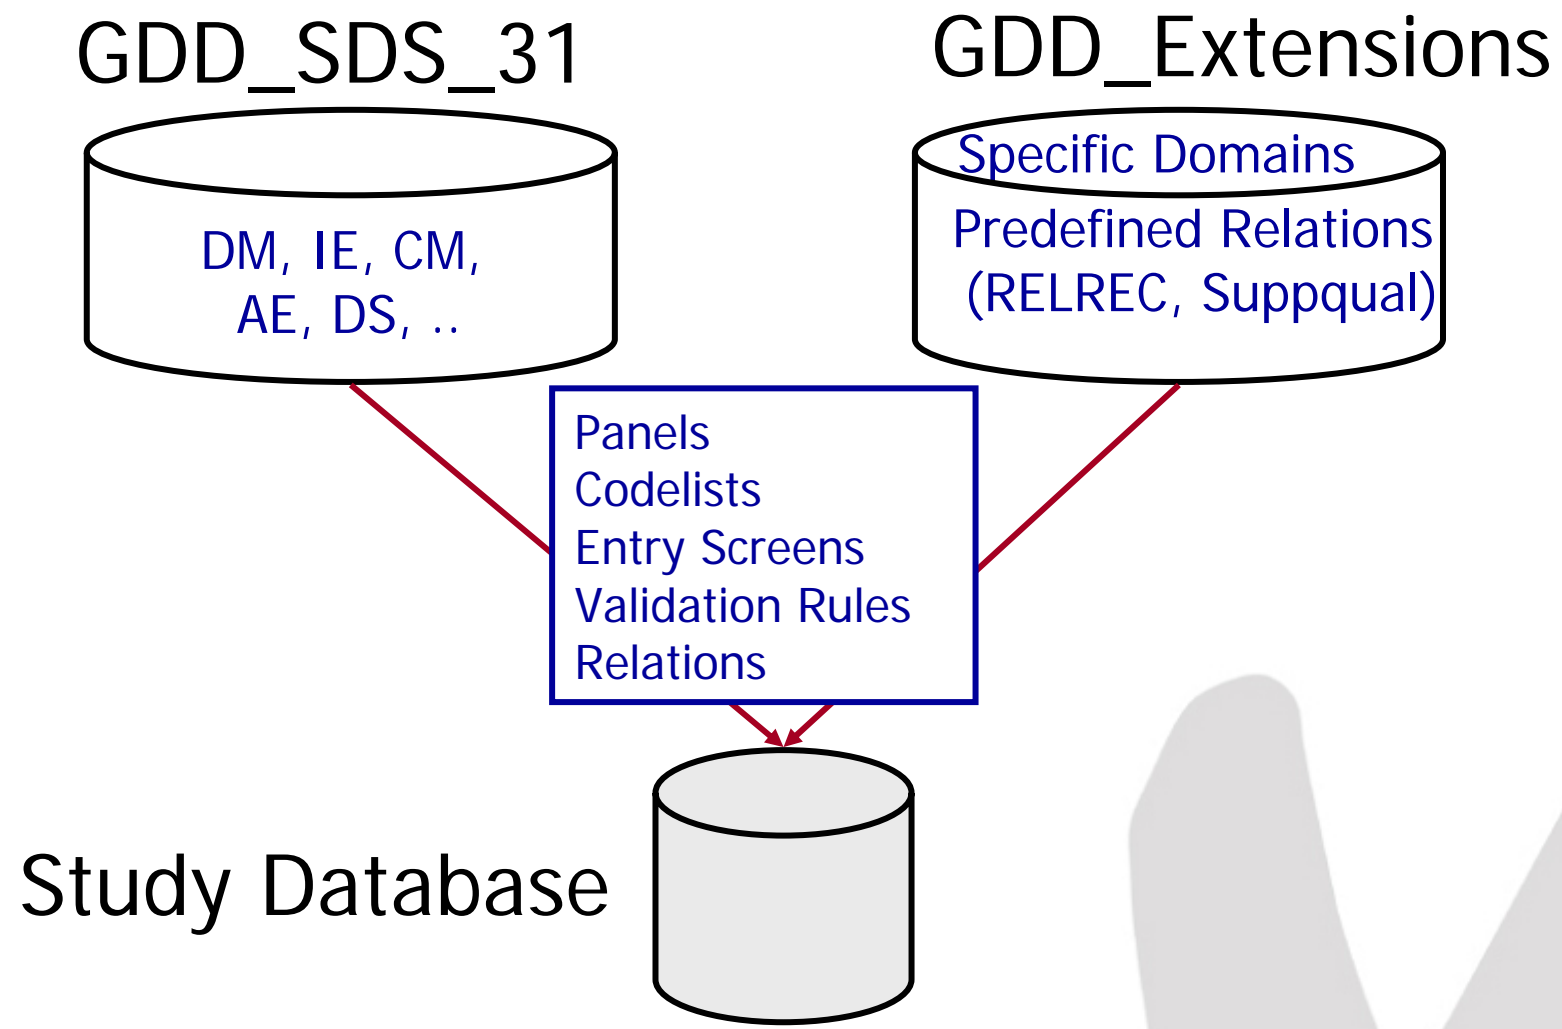 GDD_SDS_31
GDD_Extensions
DM, IE, CM,
AE, DS, ..
Specific Domains
Predefined Relations
(RELREC, Suppqual)
Panels
Codelists
Entry Screens
Validation Rules
Relations
Study Database